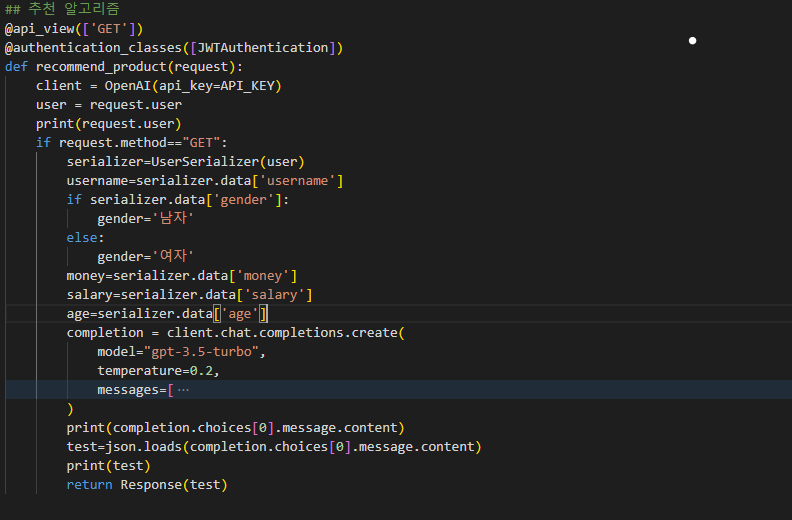 ## 추천 알고리즘
@api_view(['GET'])
@authentication_classes([JWTAuthentication])
def recommend_product(request):
    client = OpenAI(api_key=API_KEY)
    user = request.user
    print(request.user)
    if request.method=="GET":
        serializer=UserSerializer(user)
        username=serializer.data['username']
        if serializer.data['gender']:
            gender='남자'
        else:
            gender='여자'
        money=serializer.data['money']
        salary=serializer.data['salary']
        age=serializer.data['age']
        completion = client.chat.completions.create(
            model="gpt-3.5-turbo",
            temperature=0.2,
            messages=[ ⋯
        )
        print(completion.choices[0].message.content)
        test=json.loads(completion.choices[0].message.content)
        print(test)
        return Response(test)